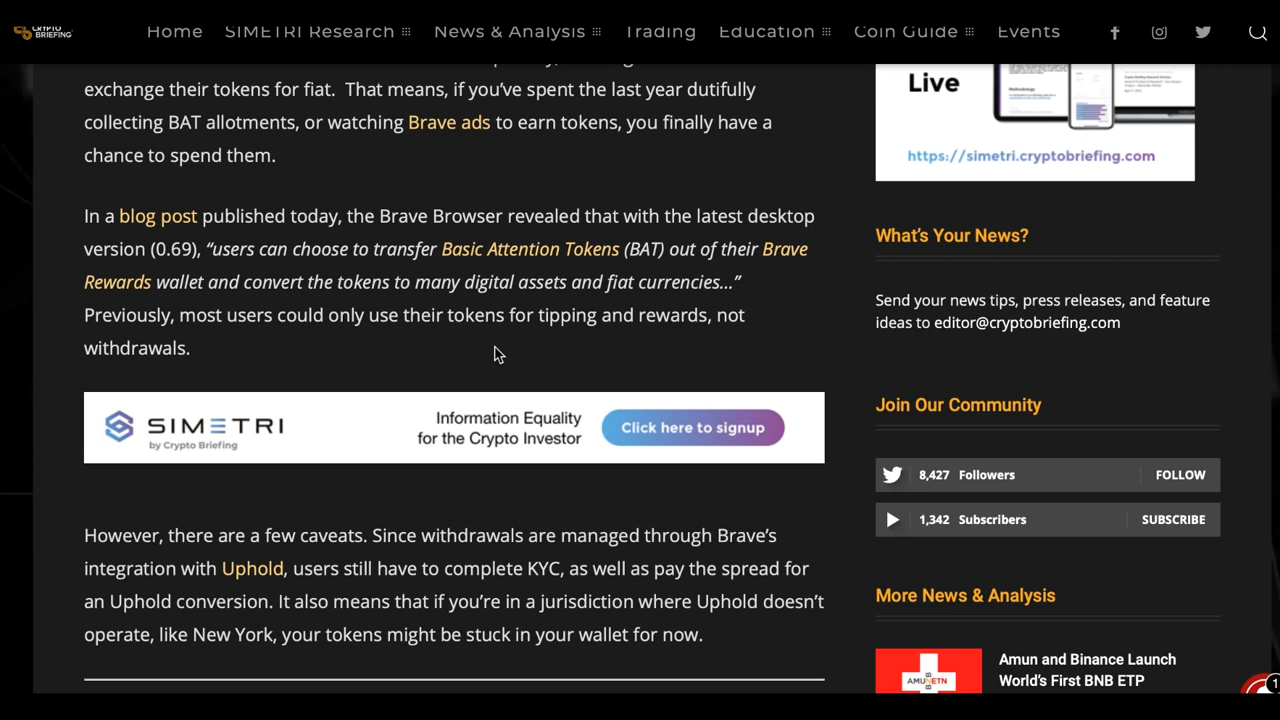 CRYPTO
BRIEFING
Home SIMETRI Research News & Analysis Trading Education Coin Guide Events
exchange their tokens for fiat. That means, if you've spent the last year dutifully
collecting BAT allotments, or watching Brave ads to earn tokens, you finally have a
chance to spend them.
In a blog post published today, the Brave Browser revealed that with the latest desktop
version (0.69), “users can choose to transfer Basic Attention Tokens (BAT) out of their Brave
Rewards wallet and convert the tokens to many digital assets and fiat currencies…”
Previously, most users could only use their tokens for tipping and rewards, not
withdrawals.
SIMETRI
by Crypto Briefing
Information Equality
for the Crypto Investor
Click here to signup
However, there are a few caveats. Since withdrawals are managed through Brave's
integration with Uphold, users still have to complete KYC, as well as pay the spread for
an Uphold conversion. It also means that if you're in a jurisdiction where Uphold doesn't
operate, like New York, your tokens might be stuck in your wallet for now.
Live
https://simetri.cryptobriefing.com
What's Your News?
Send your news tips, press releases, and feature
ideas to editor@cryptobriefing.com
Join Our Community
8,427 Followers FOLLOW
1,342 Subscribers SUBSCRIBE
More News & Analysis
AMUNETN
Amun and Binance Launch
World's First BNB ETP
1